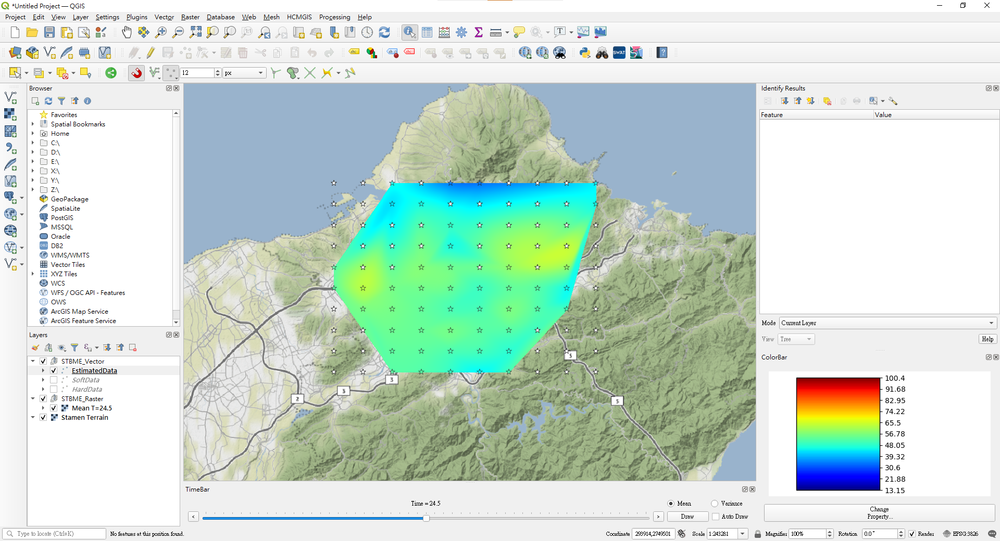 *Untitled Project — QGIS
Project Edit View Layer Settings Plugins Vector Raster Database Web Mesh HCMGIS Processing Help
12 px
Browser
Favorites
Spatial Bookmarks
Home
C:\
D:\
E:\
X:\
Y:\
Z:\
GeoPackage
SpatiaLite
PostGIS
MSSQL
Oracle
DB2
WMS/WMTS
Vector Tiles
XYZ Tiles
WCS
WFS / OGC API - Features
OWS
ArcGIS Map Service
ArcGIS Feature Service
Layers
STBME_Vector
EstimatedData
SoftData
HardData
STBME_Raster
Mean T=24.5
Stamen Terrain
5
3
3
2
5
TimeBar
Time = 24.5
Mean Variance
< > Draw Auto Draw
Identify Results
Feature Value
Mode Current Layer
View Tree Help
ColorBar
100.4
91.68
82.95
74.22
65.5
56.78
48.05
39.32
30.6
21.88
13.15
Change
Property...
Type to locate (Ctrl+K) No features at this position found. Coordinate 293914,2749501 Scale 1:243281 Magnifier 100% Rotation 0.0 ° Render EPSG:3826